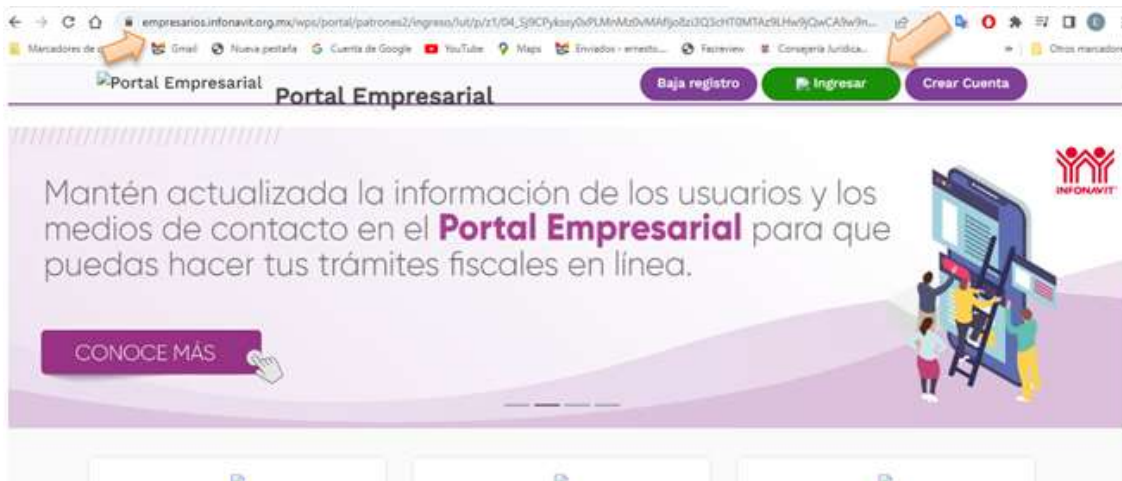 empresarios.infonavit.org.mx/wps/portal/patrones2/ingreso/
Marcadores de
Gmail
Nueva pestaña
Cuenta de Google
YouTube
Maps
Enviados - ernesto...
Facreview
Consejería Jurídica...
Otros marcadores
Portal Empresarial
Portal Empresarial
Baja registro
Ingresar
Crear Cuenta
INFONAVIT
Mantén actualizada la información de los usuarios y los
medios de contacto en el Portal Empresarial para que
puedas hacer tus trámites fiscales en línea.
CONOCE MÁS